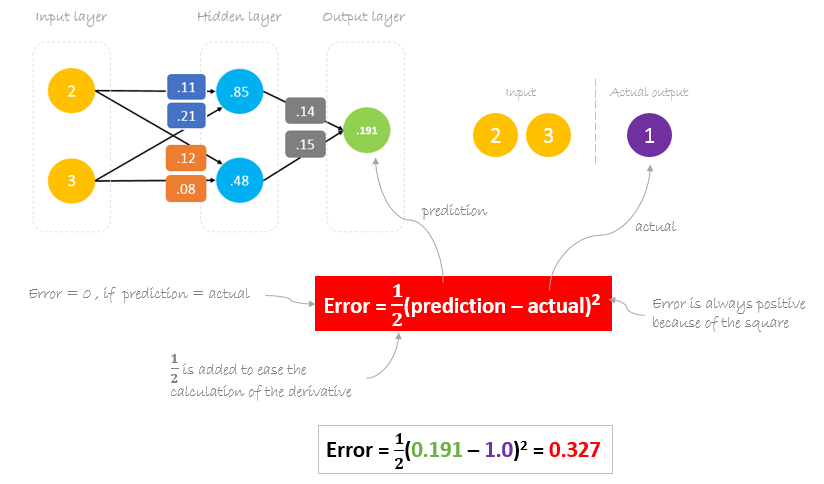 Input layer
Hidden layer
Output layer
2
.11
.85
.21
.14
.191
.15
3
.12
.08
.48
Input
Actual output
2 3
1
prediction
actual
Error = 0 , if prediction = actual
Error = 1/2(prediction – actual)²
Error is always positive
because of the square
1/2 is added to ease the
calculation of the derivative
Error = 1/2(0.191 – 1.0)² = 0.327